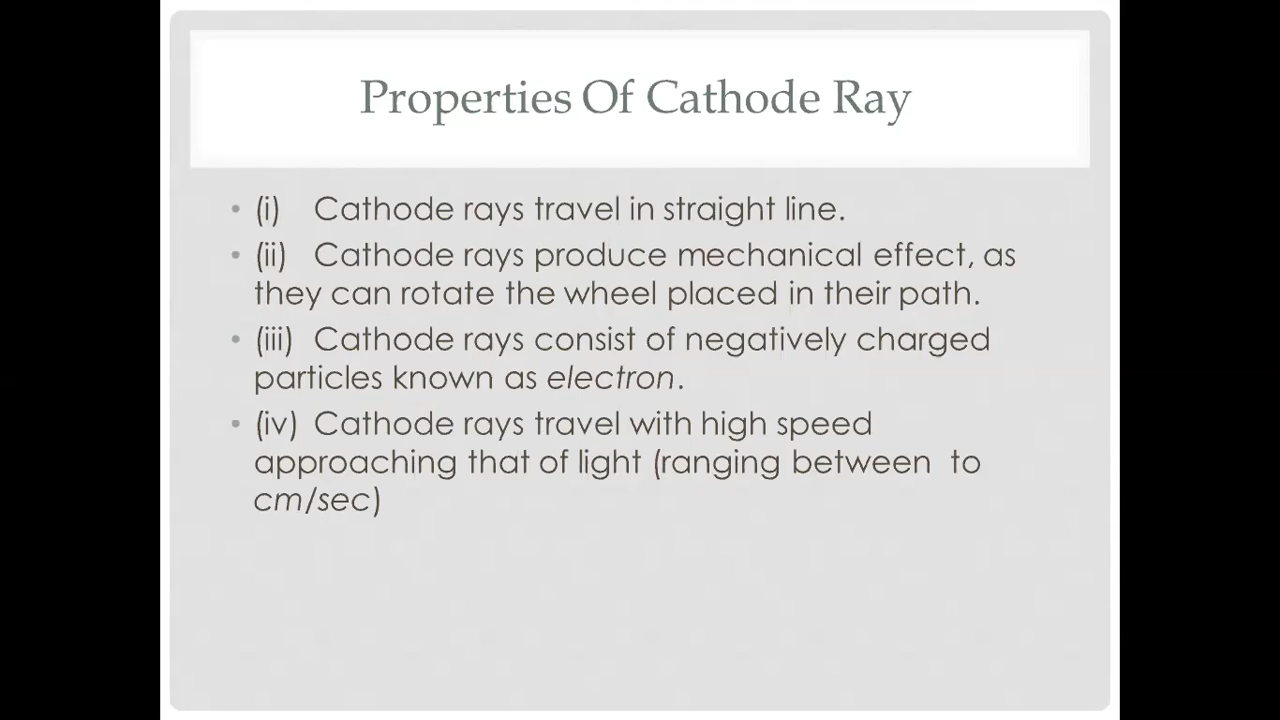 Properties Of Cathode Ray
• (i) Cathode rays travel in straight line.
• (ii) Cathode rays produce mechanical effect, as
they can rotate the wheel placed in their path.
• (iii) Cathode rays consist of negatively charged
particles known as electron.
• (iv) Cathode rays travel with high speed
approaching that of light (ranging between  to
cm/sec)